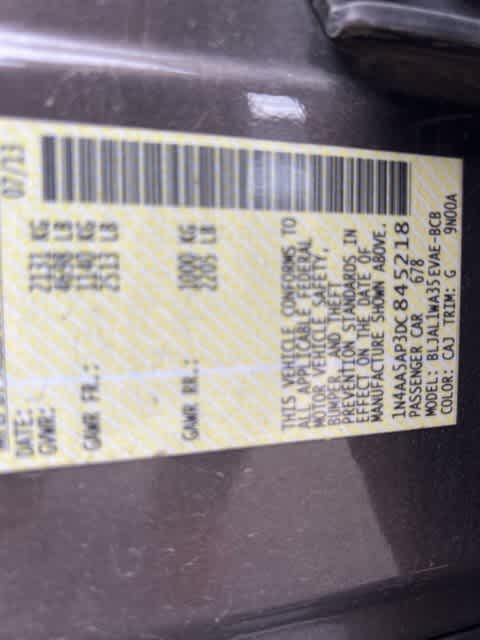 DATE: 07/13
GVWR: 2131 KG
4698 LB
GAWR FR.: 1140 KG
2513 LB
GAWR RR.: 1000 KG
2205 LB
THIS VEHICLE CONFORMS TO
ALL APPLICABLE FEDERAL
MOTOR VEHICLE SAFETY,
BUMPER, AND THEFT
PREVENTION STANDARDS IN
EFFECT ON THE DATE OF
MANUFACTURE SHOWN ABOVE.
1N4AA5AP3DC845218
PASSENGER CAR 678
MODEL: BLJALLWA35EVAE-BCB
COLOR: CAJ TRIM: G 9N00A